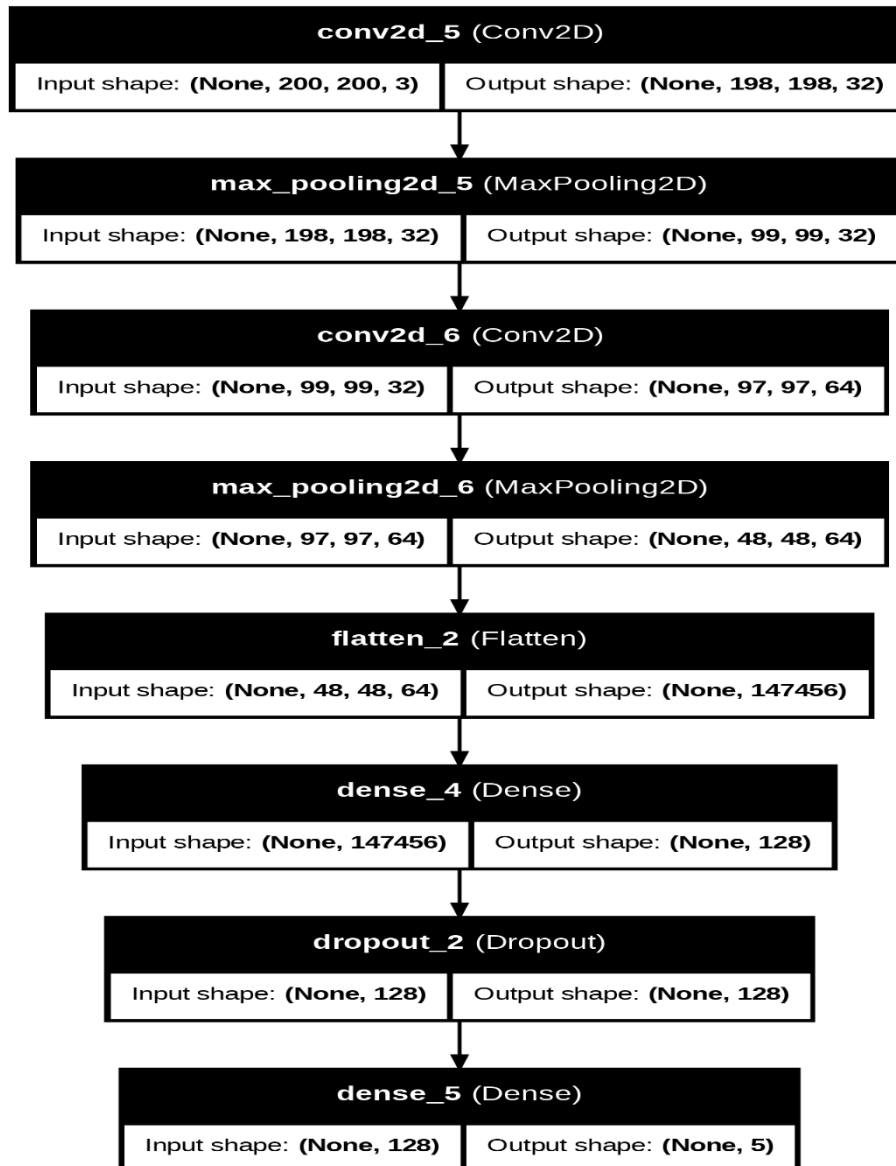 conv2d_5 (Conv2D)
Input shape: (None, 200, 200, 3) Output shape: (None, 198, 198, 32)
max_pooling2d_5 (MaxPooling2D)
Input shape: (None, 198, 198, 32) Output shape: (None, 99, 99, 32)
conv2d_6 (Conv2D)
Input shape: (None, 99, 99, 32) Output shape: (None, 97, 97, 64)
max_pooling2d_6 (MaxPooling2D)
Input shape: (None, 97, 97, 64) Output shape: (None, 48, 48, 64)
flatten_2 (Flatten)
Input shape: (None, 48, 48, 64) Output shape: (None, 147456)
dense_4 (Dense)
Input shape: (None, 147456) Output shape: (None, 128)
dropout_2 (Dropout)
Input shape: (None, 128) Output shape: (None, 128)
dense_5 (Dense)
Input shape: (None, 128) Output shape: (None, 5)